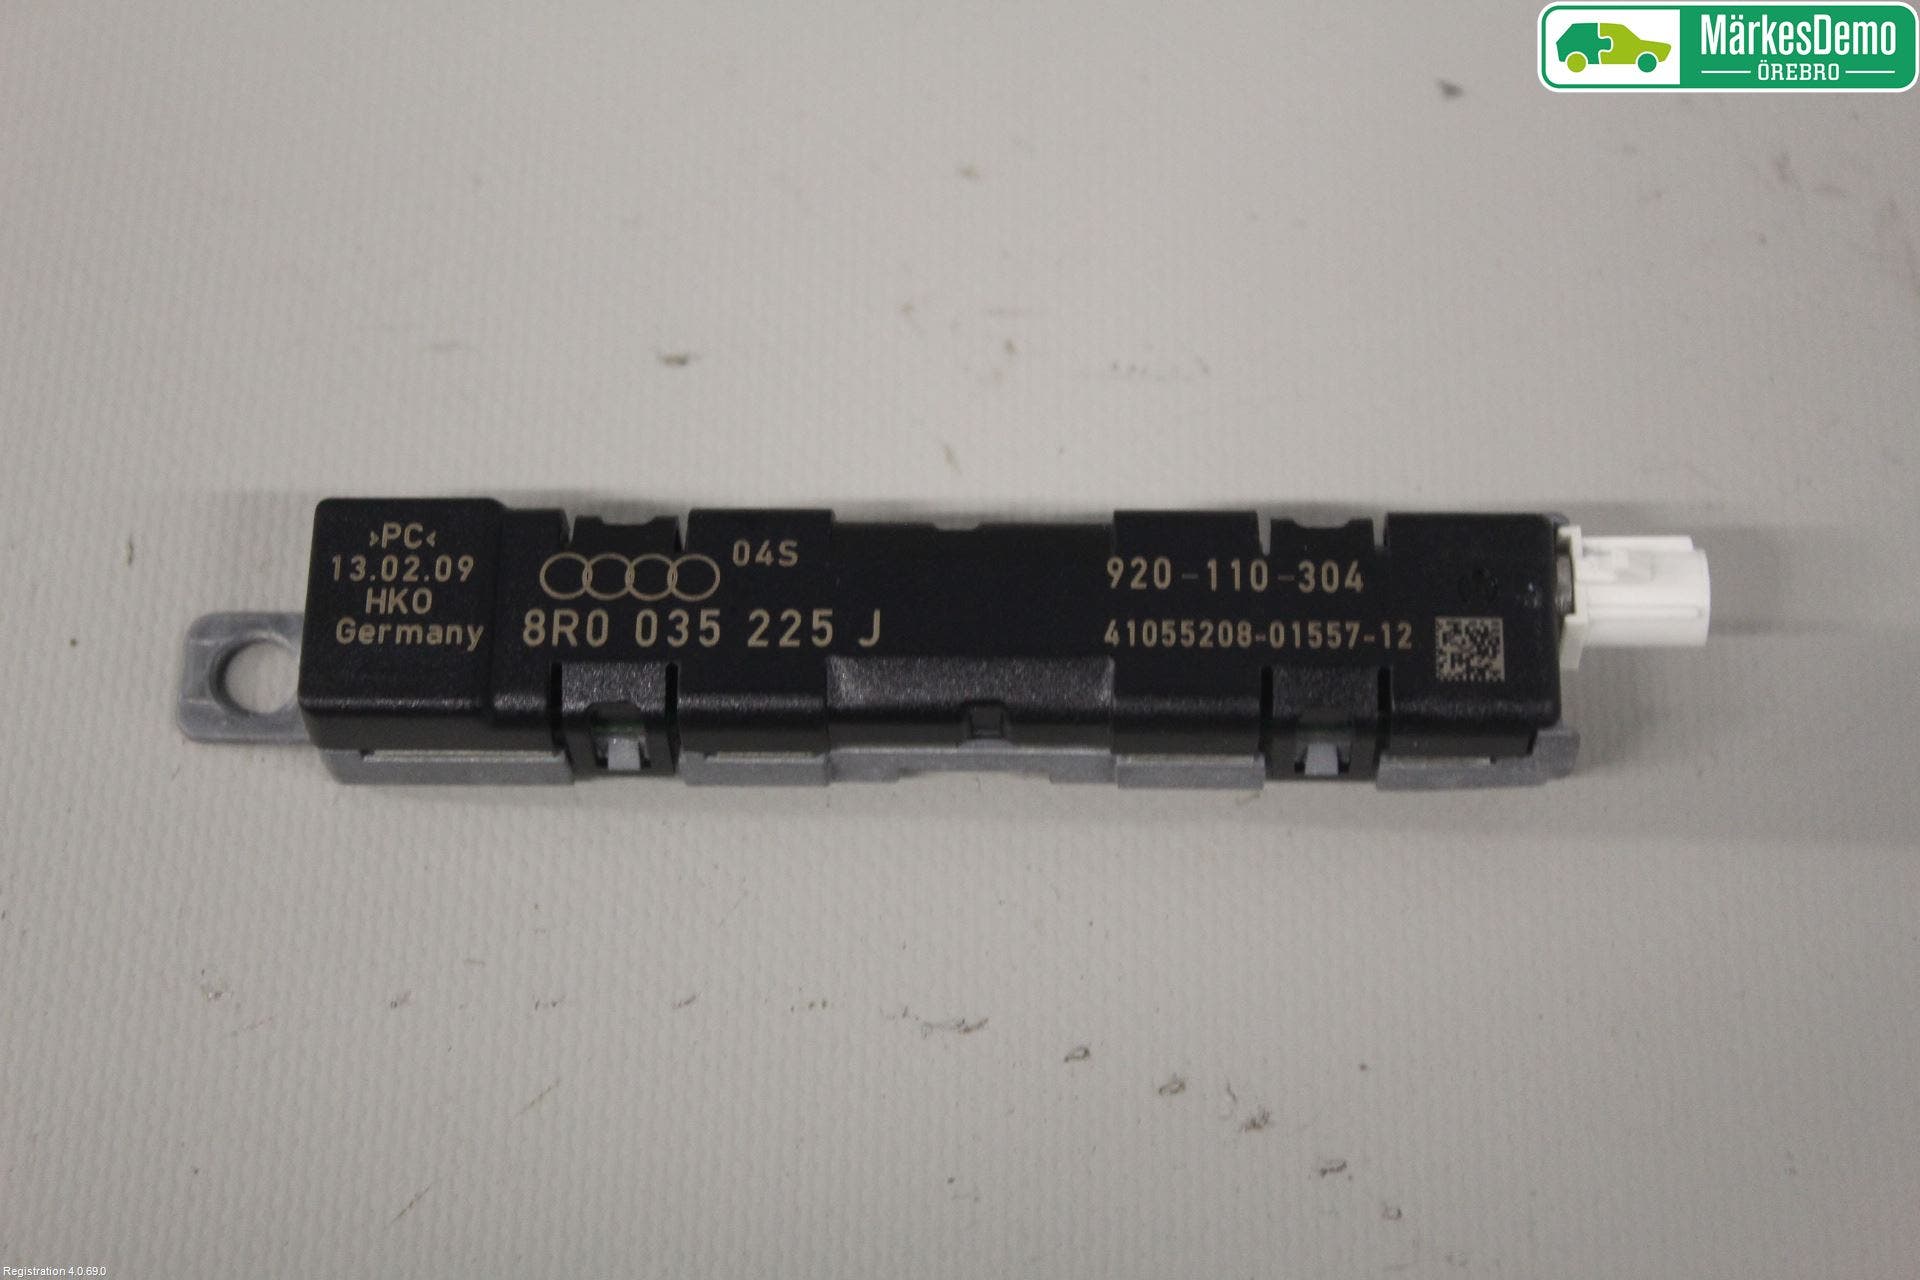 MärkesDemo
ÖREBRO
›PC‹
13.02.09
HKO
Germany
04S
8R0 035 225 J
920-110-304
41055208-01557-12
Registration 4.0.69.0